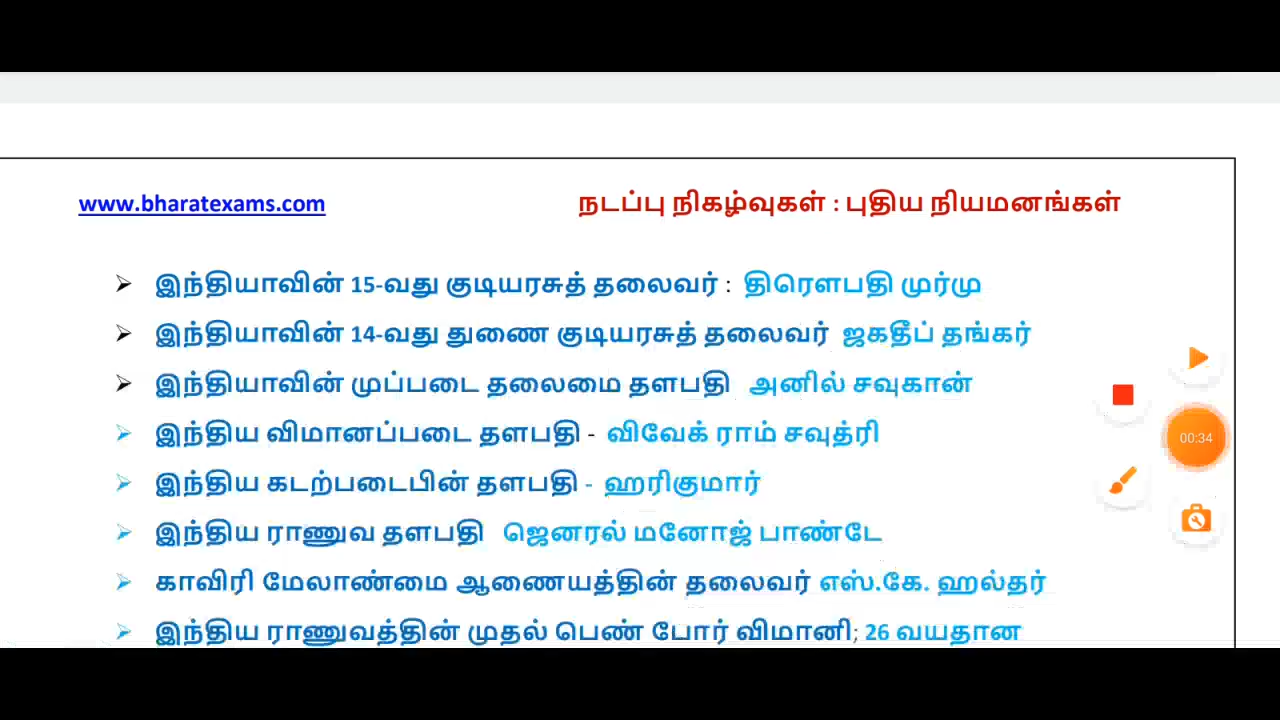 www.bharatexams.com நடப்பு நிகழ்வுகள் : புதிய நியமனங்கள்
➢ இந்தியாவின் 15-வது குடியரசுத் தலைவர் : திரௌபதி முர்மு
➢ இந்தியாவின் 14-வது துணை குடியரசுத் தலைவர் ஜகதீப் தங்கர்
➢ இந்தியாவின் முப்படை தலைமை தளபதி அனில் சவுகான்
➢ இந்திய விமானப்படை தளபதி - விவேக் ராம் சவுத்ரி
➢ இந்திய கடற்படைபின் தளபதி - ஹரிகுமார்
➢ இந்திய ராணுவ தளபதி ஜெனரல் மனோஜ் பாண்டே
➢ காவிரி மேலாண்மை ஆணையத்தின் தலைவர் எஸ்.கே. ஹல்தர்
➢ இந்திய ராணுவத்தின் முதல் பெண் போர் விமானி; 26 வயதான
00:34